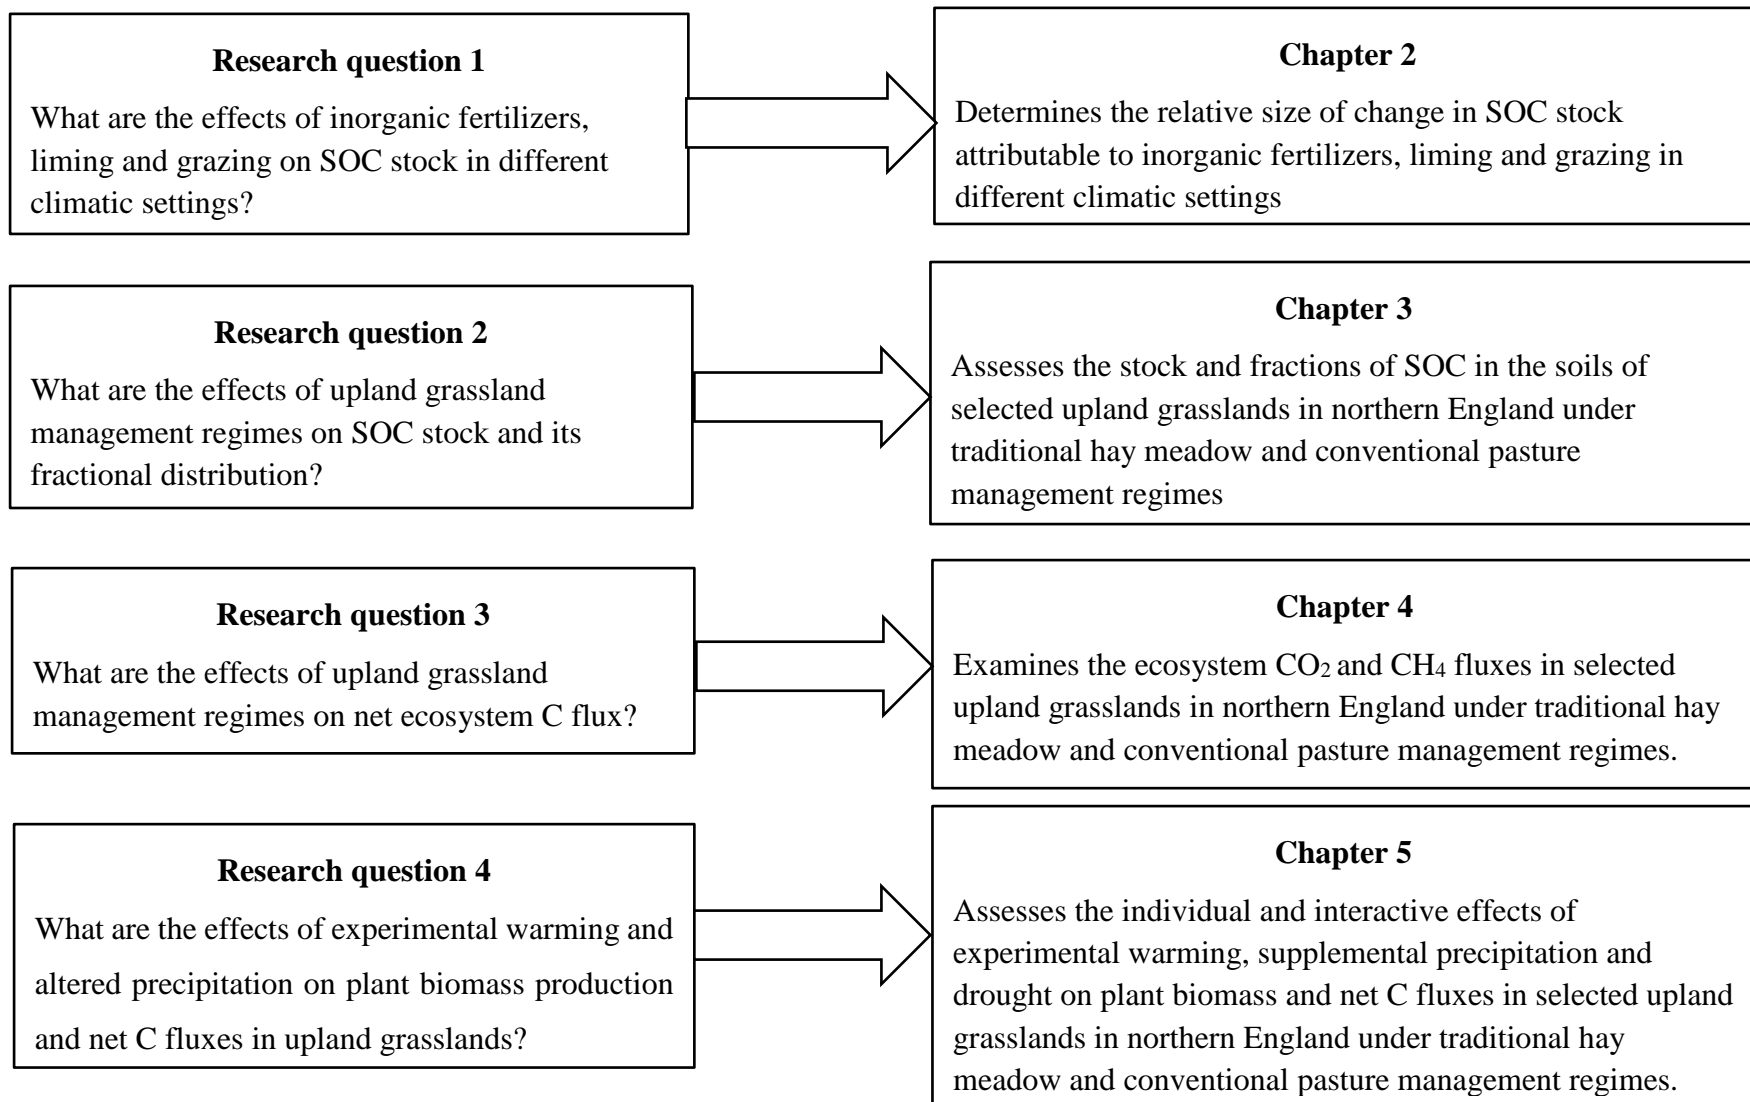 Research question 1
What are the effects of inorganic fertilizers,
liming and grazing on SOC stock in different
climatic settings?
Chapter 2
Determines the relative size of change in SOC stock
attributable to inorganic fertilizers, liming and grazing in
different climatic settings
Research question 2
What are the effects of upland grassland
management regimes on SOC stock and its
fractional distribution?
Chapter 3
Assesses the stock and fractions of SOC in the soils of
selected upland grasslands in northern England under
traditional hay meadow and conventional pasture
management regimes
Research question 3
What are the effects of upland grassland
management regimes on net ecosystem C flux?
Chapter 4
Examines the ecosystem CO₂ and CH₄ fluxes in selected
upland grasslands in northern England under traditional hay
meadow and conventional pasture management regimes.
Research question 4
What are the effects of experimental warming and
altered precipitation on plant biomass production
and net C fluxes in upland grasslands?
Chapter 5
Assesses the individual and interactive effects of
experimental warming, supplemental precipitation and
drought on plant biomass and net C fluxes in selected upland
grasslands in northern England under traditional hay
meadow and conventional pasture management regimes.